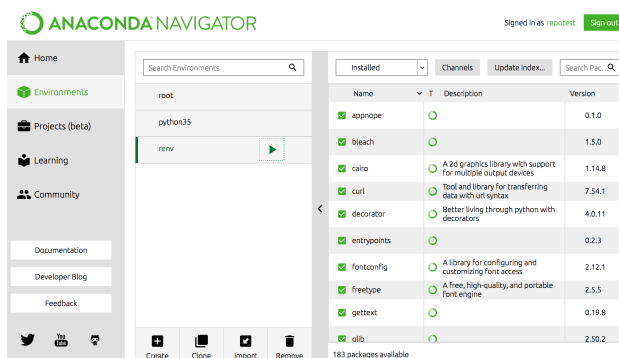 ANACONDA NAVIGATOR
Signed in as repotest
Sign out
Home
Environments
Projects (beta)
Learning
Community
Documentation
Developer Blog
Feedback
You
Tube
Search Environments
root
python35
renv
Create
Clone
Import
Remove
Installed
Channels
Update index...
Search Pac...
Name T Description Version
appnope 0.1.0
bleach 1.5.0
cairo A 2d graphics library with support
for multiple output devices 1.14.8
curl Tool and library for transferring
data with url syntax 7.54.1
decorator Better living through python with
decorators 4.0.11
entrypoints 0.2.3
fontconfig A library for configuring and
customizing font access 2.12.1
freetype A free, high-quality, and portable
font engine 2.5.5
gettext 0.19.8
glib 2.50.2
183 packages available